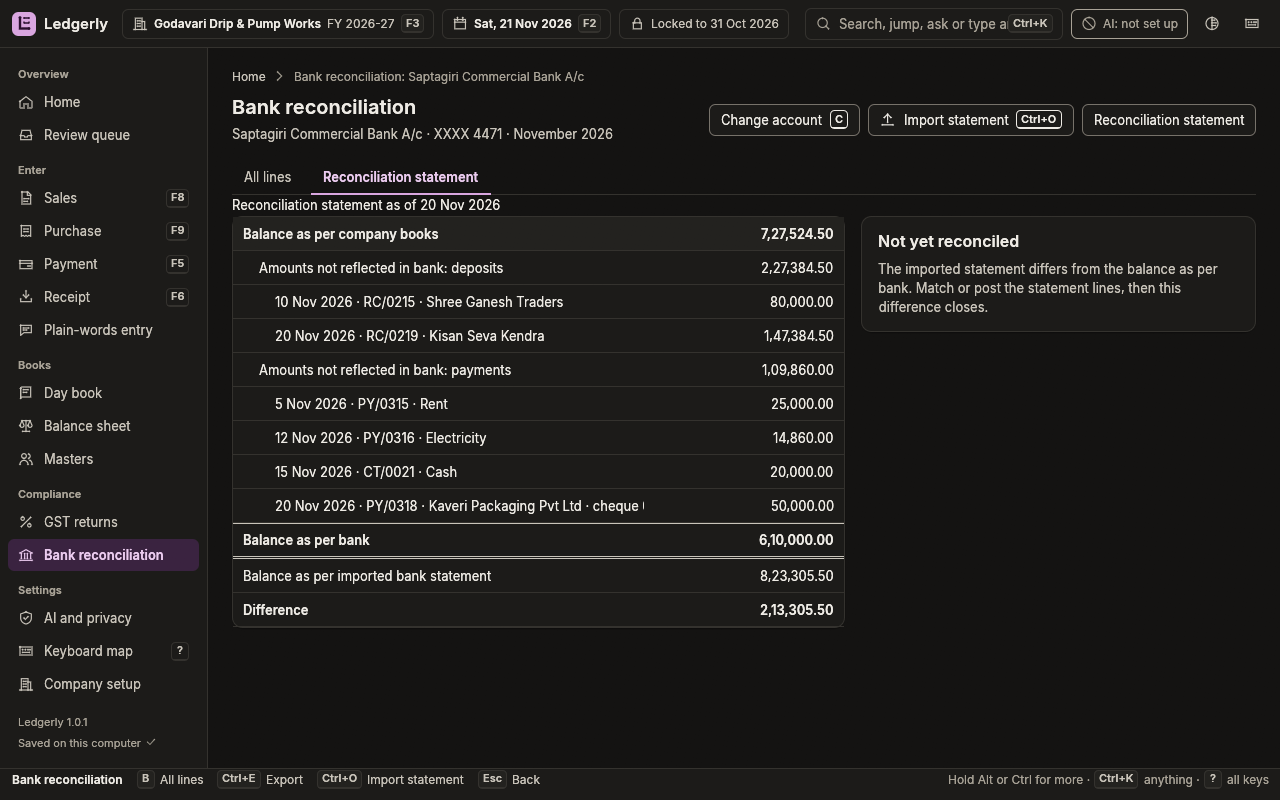 Ledgerly
Godavari Drip & Pump Works FY 2026-27 F3
Sat, 21 Nov 2026 F2
Locked to 31 Oct 2026
Search, jump, ask or type a Ctrl+K
AI: not set up
Overview
Home
Review queue
Enter
Sales F8
Purchase F9
Payment F5
Receipt F6
Plain-words entry
Books
Day book
Balance sheet
Masters
Compliance
GST returns
Bank reconciliation
Settings
AI and privacy
Keyboard map ?
Company setup
Ledgerly 1.0.1
Saved on this computer
Home Bank reconciliation: Saptagiri Commercial Bank A/c
Bank reconciliation
Saptagiri Commercial Bank A/c · XXXX 4471 · November 2026
Change account C
Import statement Ctrl+O
Reconciliation statement
All lines Reconciliation statement
Reconciliation statement as of 20 Nov 2026
Balance as per company books 7,27,524.50
Amounts not reflected in bank: deposits 2,27,384.50
10 Nov 2026 · RC/0215 · Shree Ganesh Traders 80,000.00
20 Nov 2026 · RC/0219 · Kisan Seva Kendra 1,47,384.50
Amounts not reflected in bank: payments 1,09,860.00
5 Nov 2026 · PY/0315 · Rent 25,000.00
12 Nov 2026 · PY/0316 · Electricity 14,860.00
15 Nov 2026 · CT/0021 · Cash 20,000.00
20 Nov 2026 · PY/0318 · Kaveri Packaging Pvt Ltd · cheque 50,000.00
Balance as per bank 6,10,000.00
Balance as per imported bank statement 8,23,305.50
Difference 2,13,305.50
Not yet reconciled
The imported statement differs from the balance as per
bank. Match or post the statement lines, then this
difference closes.
Bank reconciliation B All lines Ctrl+E Export Ctrl+O Import statement Esc Back
Hold Alt or Ctrl for more · Ctrl+K anything · ? all keys